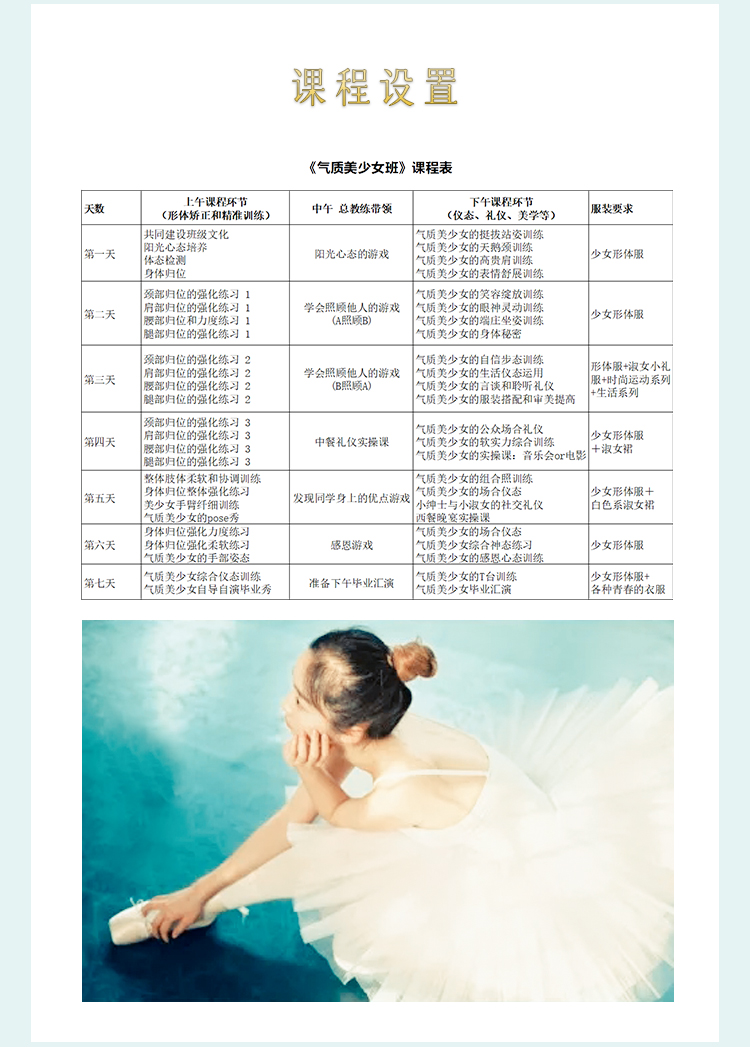 课程设置
《气质美少女班》课程表
天数
上午课程环节
（形体矫正和精准训练）
中午 总教练带领
下午课程环节
（仪态、礼仪、美学等）
服装要求
第一天
共同建设班级文化
阳光心态培养
体态检测
身体归位
阳光心态的游戏
气质美少女的挺拔站姿训练
气质美少女的天鹅颈训练
气质美少女的高贵肩训练
气质美少女的表情舒展训练
少女形体服
第二天
颈部归位的强化练习 1
肩部归位的强化练习 1
腰部归位和力度练习 1
腿部归位的强化练习 1
学会照顾他人的游戏
(A照顾B)
气质美少女的笑容绽放训练
气质美少女的眼神灵动训练
气质美少女的端庄坐姿训练
气质美少女的身体秘密
少女形体服
第三天
颈部归位的强化练习 2
肩部归位的强化练习 2
腰部归位的强化练习 2
腿部归位的强化练习 2
学会照顾他人的游戏
(B照顾A)
气质美少女的自信步态训练
气质美少女的生活仪态运用
气质美少女的言谈和聆听礼仪
气质美少女的服装搭配和审美提高
形体服+淑女小礼
服+时尚运动系列
+生活系列
第四天
颈部归位的强化练习 3
肩部归位的强化练习 3
腰部归位的强化练习 3
腿部归位的强化练习 3
中餐礼仪实操课
气质美少女的公众场合礼仪
气质美少女的软实力综合训练
气质美少女的实操课：音乐会or电影
少女形体服
＋淑女裙
第五天
整体肢体柔软和协调训练
身体归位整体强化练习
美少女手臂纤细训练
气质美少女的pose秀
发现同学身上的优点游戏
气质美少女的组合照训练
气质美少女的场合仪态
小绅士与小淑女的社交礼仪
西餐晚宴实操课
少女形体服＋
白色系淑女裙
第六天
身体归位强化力度练习
身体归位强化柔软练习
气质美少女的手部姿态
感恩游戏
气质美少女的场合仪态
气质美少女综合神态练习
气质美少女的感恩心态训练
少女形体服
第七天
气质美少女综合仪态训练
气质美少女自导自演毕业秀
准备下午毕业汇演
气质美少女的T台训练
气质美少女毕业汇演
少女形体服+
各种青春的衣服